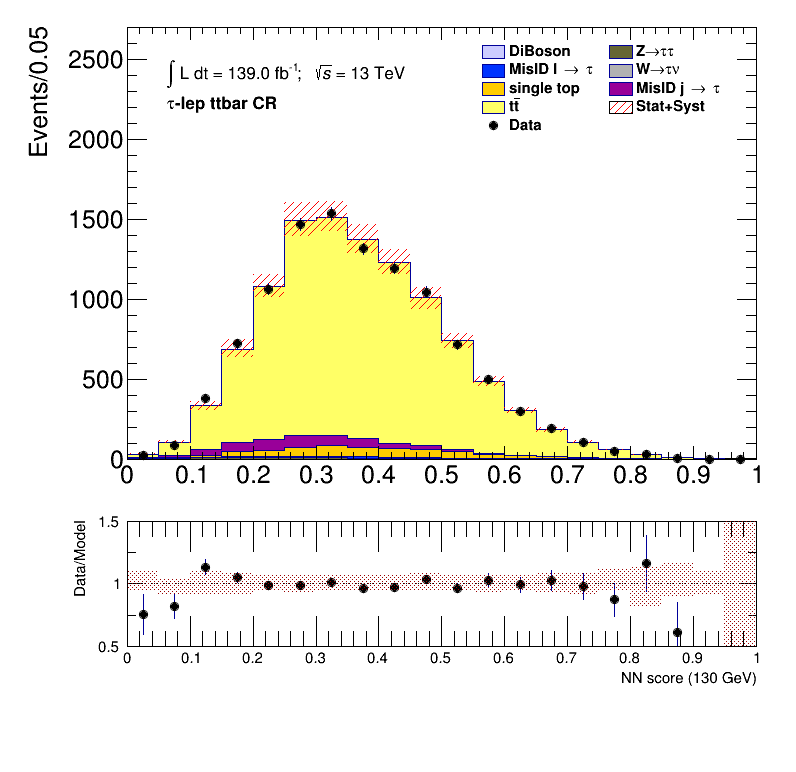 Events/0.05
2500
2000
1500
1000
500
0
∫ L dt = 139.0 fb⁻¹; √s = 13 TeV
τ-lep ttbar CR
DiBoson
MisID l → τ
single top
tt̄
Data
Z→ττ
W→τν
MisID j → τ
Stat+Syst
0 0.1 0.2 0.3 0.4 0.5 0.6 0.7 0.8 0.9 1
Data/Model
1.5
1
0.5
0 0.1 0.2 0.3 0.4 0.5 0.6 0.7 0.8 0.9 1
NN score (130 GeV)